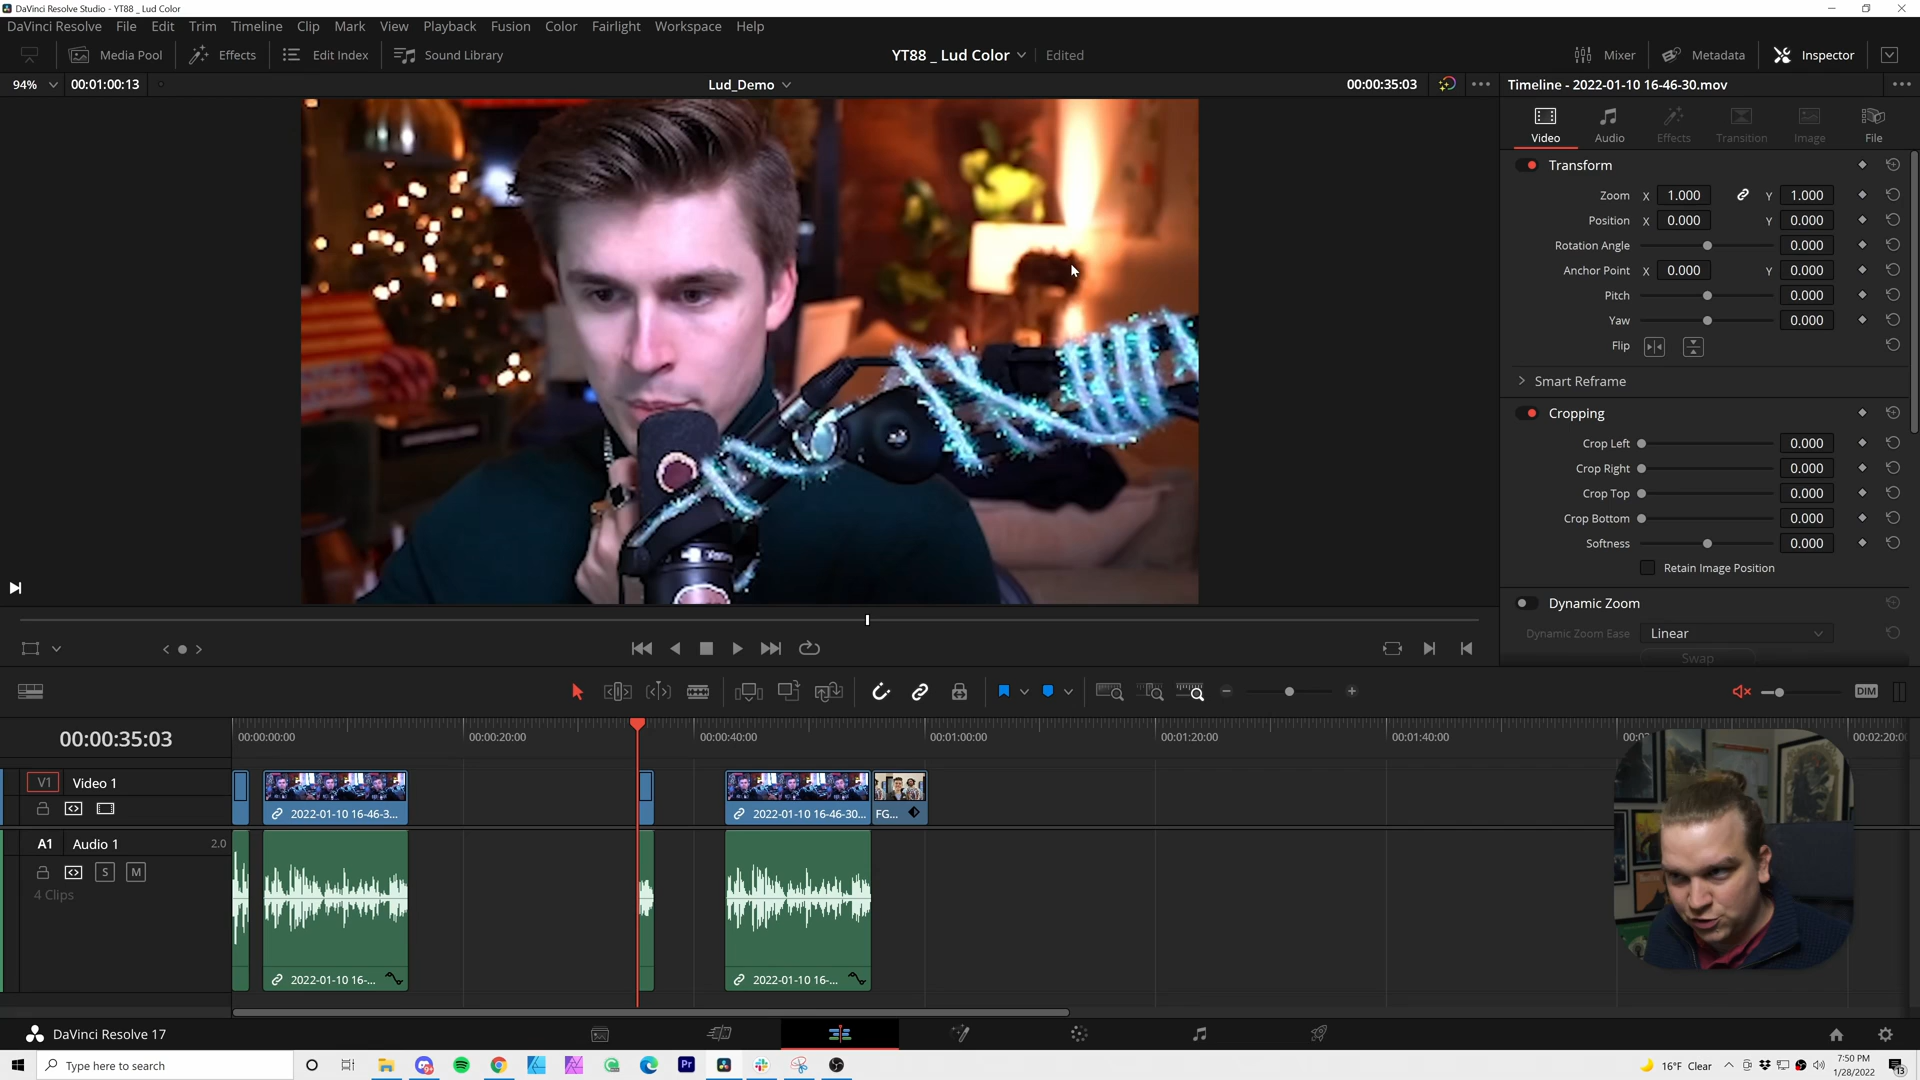 DaVinci Resolve Studio - YT88 _ Lud Color
DaVinci Resolve File Edit Trim Timeline Clip Mark View Playback Fusion Color Fairlight Workspace Help
Media Pool Effects Edit Index Sound Library YT88 _ Lud Color Edited Mixer Metadata Inspector
94% 00:01:00:13 Lud_Demo 00:00:35:03 Timeline - 2022-01-10 16-46-30.mov
Video Audio Effects Transition Image File
Transform
Zoom X 1.000 Y 1.000
Position X 0.000 Y 0.000
Rotation Angle 0.000
Anchor Point X 0.000 Y 0.000
Pitch 0.000
Yaw 0.000
Flip
Smart Reframe
Cropping
Crop Left 0.000
Crop Right 0.000
Crop Top 0.000
Crop Bottom 0.000
Softness 0.000
Retain Image Position
Dynamic Zoom
Dynamic Zoom Ease Linear
Swap
DIM
00:00:35:03 00:00:00:00 00:00:20:00 00:00:40:00 00:01:00:00 00:01:20:00 00:01:40:00 00:02:20:00
V1 Video 1
2022-01-10 16-46-3... 2022-01-10 16-46-30... FG...
A1 Audio 1 2.0
S M
4 Clips
2022-01-10 16-... 2022-01-10 16-...
DaVinci Resolve 17
Type here to search
Pr
16°F Clear
7:50 PM
1/28/2022
13